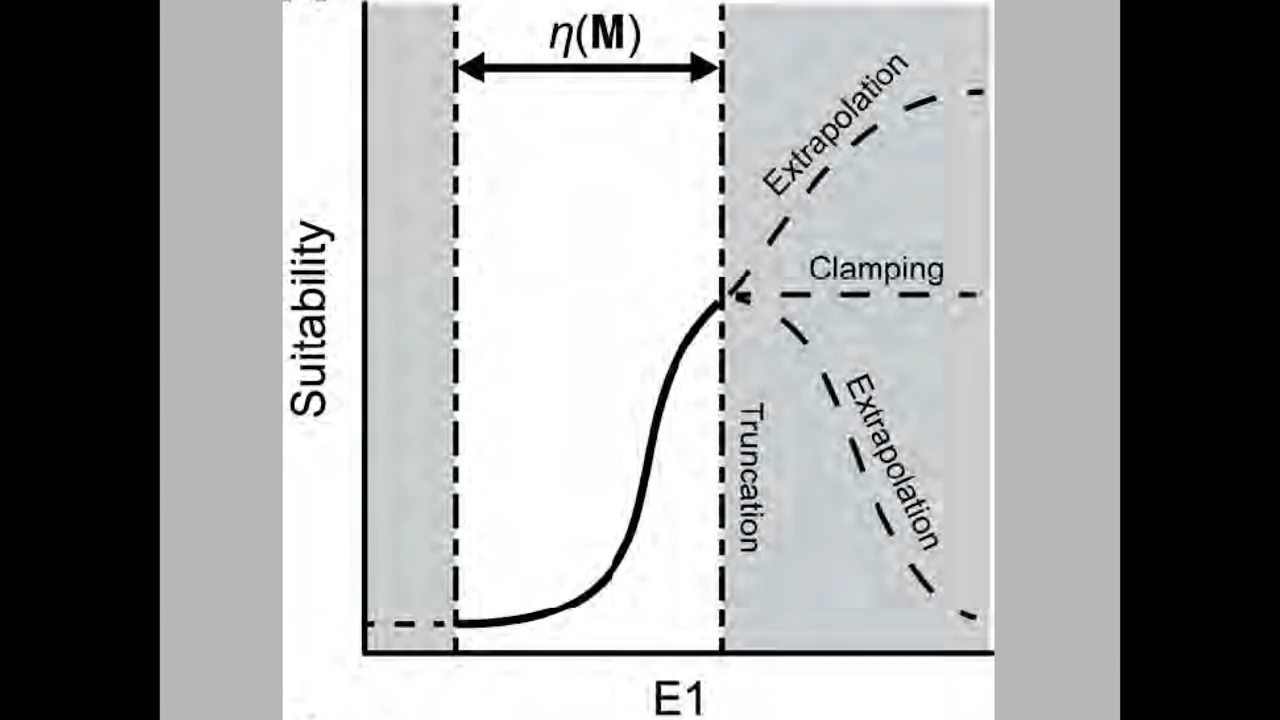 η(M)
Extrapolation
Clamping
Extrapolation
Truncation
Suitability
E1